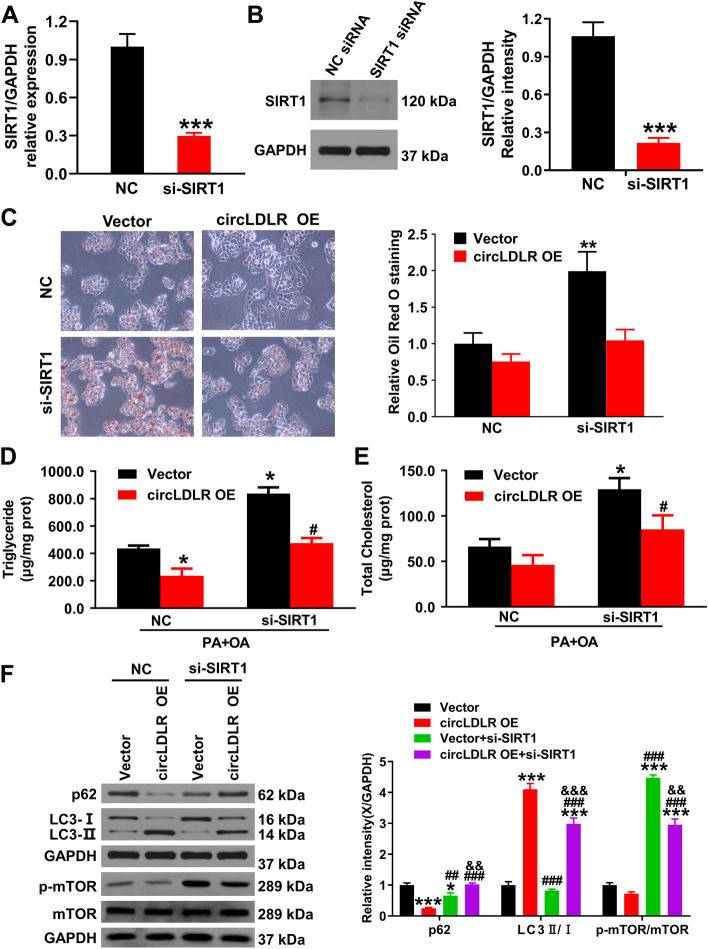 A
SIRT1/GAPDH
relative expression
1.2
0.9
0.6
0.3
0.0
***
NC
si-SIRT1
B
NC siRNA
SIRT1 siRNA
SIRT1
120 kDa
GAPDH
37 kDa
SIRT1/GAPDH
Relative intensity
1.2
0.9
0.6
0.3
0.0
***
NC
si-SIRT1
C
Vector
circLDLR OE
NC
si-SIRT1
Relative Oil Red O staining
2.5
2.0
1.5
1.0
0.5
0.0
Vector
circLDLR OE
**
NC
si-SIRT1
D
Triglyceride
(μg/mg prot)
1000.0
800.0
600.0
400.0
200.0
0.0
Vector
circLDLR OE
*
*
#
NC
si-SIRT1
PA+OA
E
Total Cholesterol
(μg/mg prot)
150.0
100.0
50.0
0.0
Vector
circLDLR OE
*
#
NC
si-SIRT1
PA+OA
F
NC
si-SIRT1
Vector
circLDLR OE
Vector
circLDLR OE
p62
62 kDa
LC3-Ⅰ
16 kDa
LC3-Ⅱ
14 kDa
GAPDH
37 kDa
p-mTOR
289 kDa
mTOR
289 kDa
GAPDH
37 kDa
Vector
circLDLR OE
Vector+si-SIRT1
circLDLR OE+si-SIRT1
Relative intensity(X/GAPDH)
5
4
3
2
1
0
***
##
*
&&
###
***
###
&&&
###
***
###
***
&&
###
***
p62
LC3 Ⅱ/Ⅰ
p-mTOR/mTOR